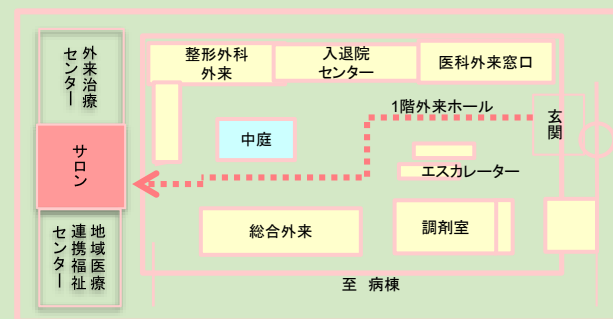 外来治療
センター
サロン
地域医療
連携福祉
センター
整形外科
外来
入退院
センター
医科外来窓口
1階外来ホール
玄関
中庭
エスカレーター
総合外来
調剤室
至 病棟